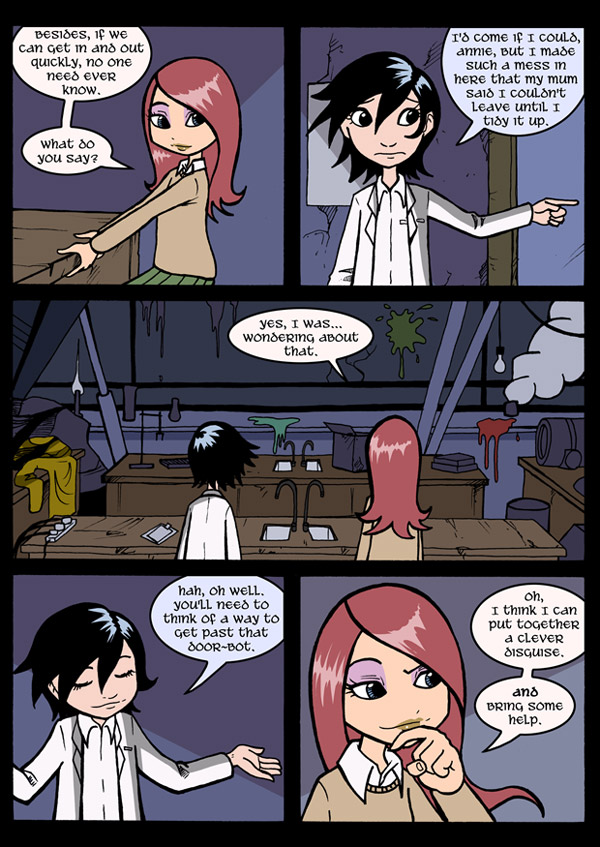 Besides, if we
can get in and out
quickly, no one
need ever
know.
What do
you say?
I'd come if I could,
Annie, but I made
such a mess in
here that my mum
said I couldn't
leave until I
tidy it up.
Yes, I was...
wondering about
that.
Hah, oh well.
You'll need to
think of a way to
get past that
door-bot.
Oh,
I think I can
put together
a clever
disguise.
And
bring some
help.